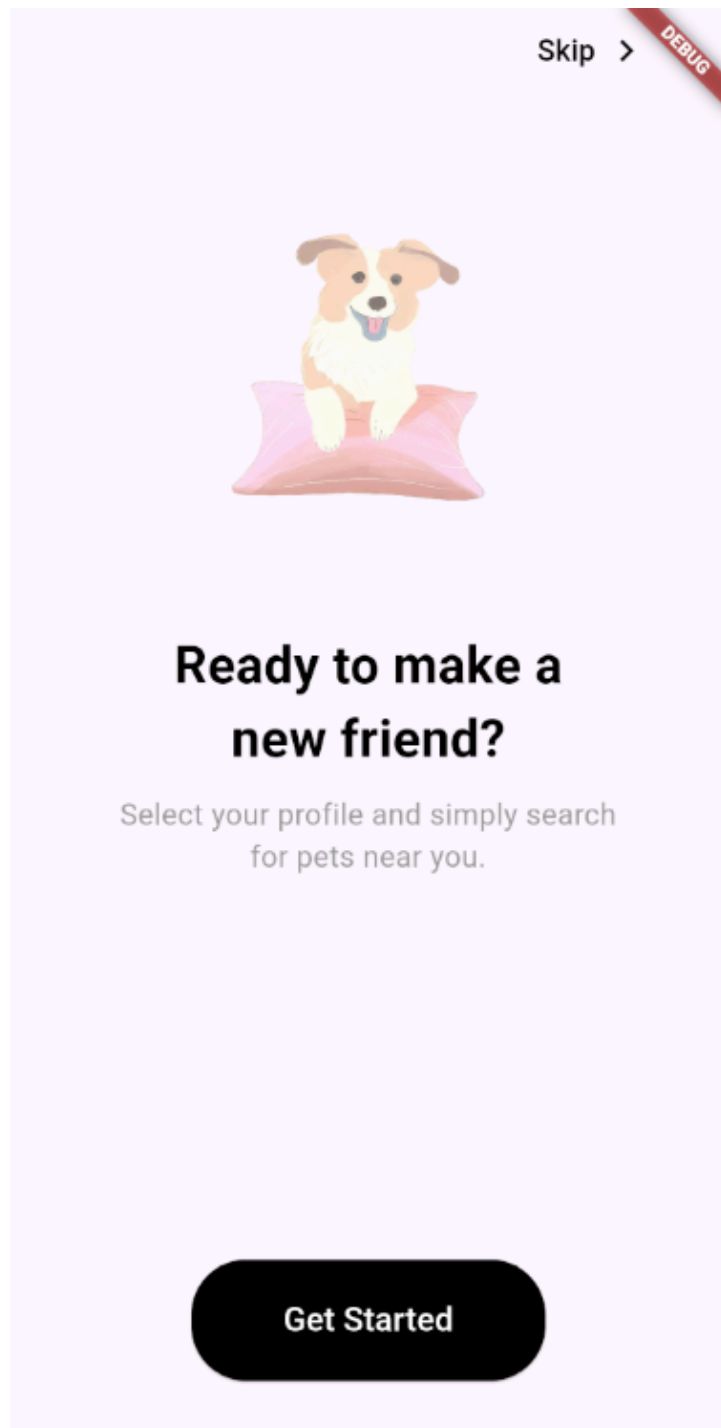 Skip
DEBUG
Ready to make a
new friend?
Select your profile and simply search
for pets near you.
Get Started